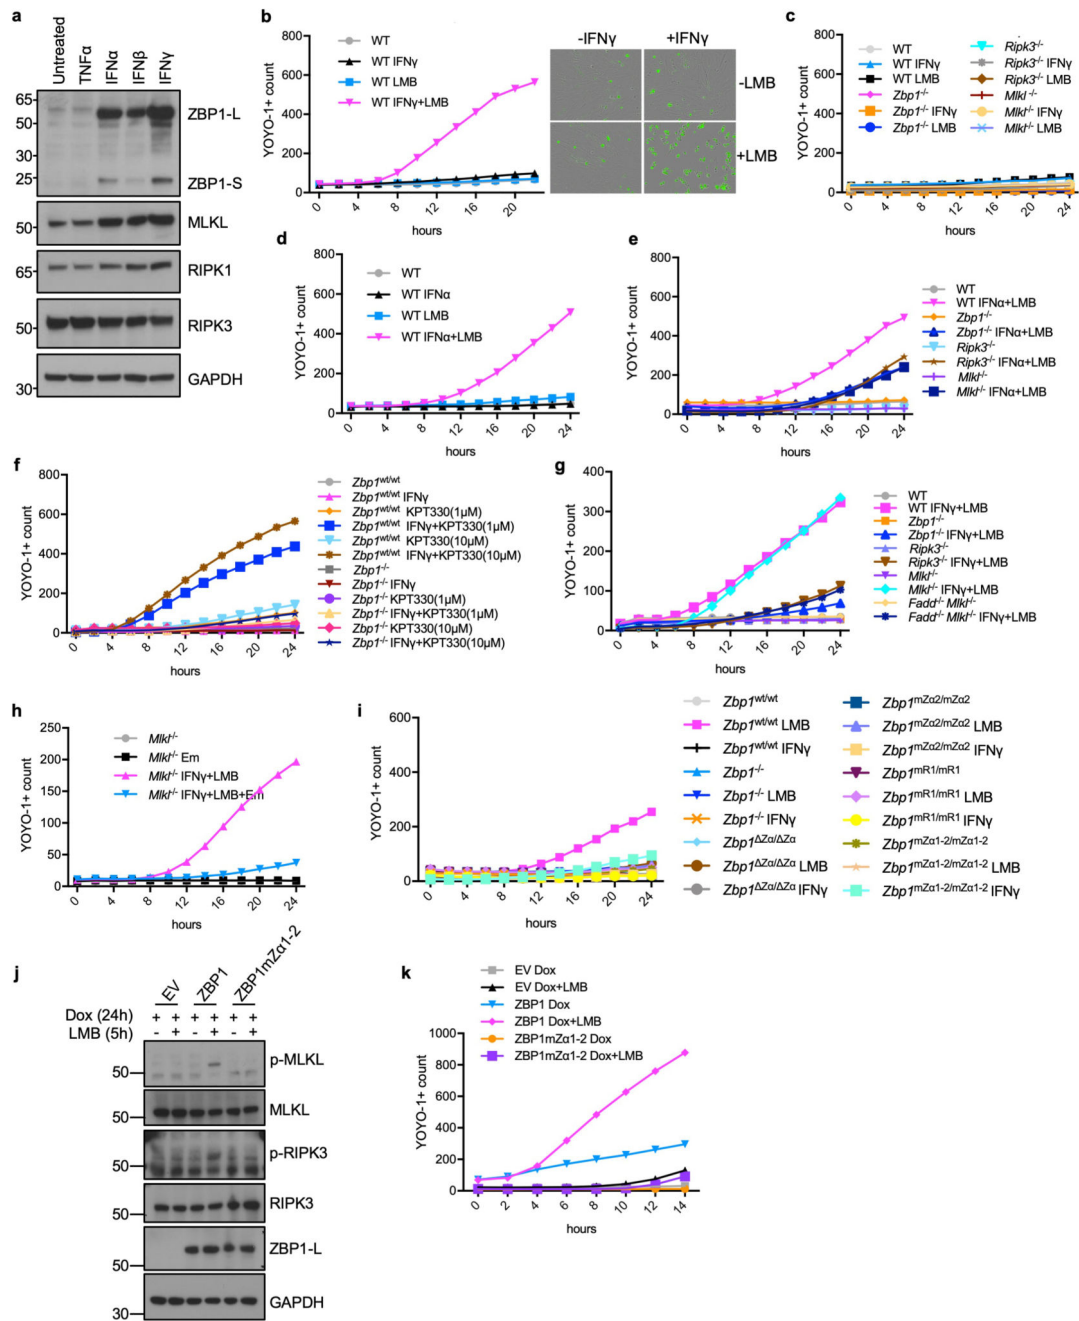 a
Untreated
TNFα
IFNα
IFNβ
IFNγ
65
50
30
25
ZBP1-L
ZBP1-S
50
MLKL
65
RIPK1
50
RIPK3
30
GAPDH
b
YOYO-1+ count
800
600
400
200
0
0 4 8 12 16 20
hours
WT
WT IFNγ
WT LMB
WT IFNγ+LMB
-IFNγ +IFNγ
-LMB
+LMB
c
YOYO-1+ count
800
600
400
200
0
0 4 8 12 16 20 24
hours
WT
WT IFNγ
WT LMB
Zbp1-/-
Zbp1-/- IFNγ
Zbp1-/- LMB
Ripk3-/-
Ripk3-/- IFNγ
Ripk3-/- LMB
Mlkl -/-
Mlkl-/- IFNγ
Mlkl-/- LMB
d
YOYO-1+ count
800
600
400
200
0
0 4 8 12 16 20 24
hours
WT
WT IFNα
WT LMB
WT IFNα+LMB
e
YOYO-1+ count
800
600
400
200
0
0 4 8 12 16 20 24
hours
WT
WT IFNα+LMB
Zbp1-/-
Zbp1-/- IFNα+LMB
Ripk3-/-
Ripk3-/- IFNα+LMB
Mlkl-/-
Mlkl-/- IFNα+LMB
f
YOYO-1+ count
800
600
400
200
0
0 4 8 12 16 20 24
hours
Zbp1wt/wt
Zbp1wt/wt IFNγ
Zbp1wt/wt KPT330(1μM)
Zbp1wt/wt IFNγ+KPT330(1μM)
Zbp1wt/wt KPT330(10μM)
Zbp1wt/wt IFNγ+KPT330(10μM)
Zbp1-/-
Zbp1-/- IFNγ
Zbp1-/- KPT330(1μM)
Zbp1-/- IFNγ+KPT330(1μM)
Zbp1-/- KPT330(10μM)
Zbp1-/- IFNγ+KPT330(10μM)
g
YOYO-1+ count
400
300
200
100
0
0 4 8 12 16 20 24
hours
WT
WT IFNγ+LMB
Zbp1-/-
Zbp1-/- IFNγ+LMB
Ripk3-/-
Ripk3-/- IFNγ+LMB
Mlkl-/-
Mlkl-/- IFNγ+LMB
Fadd-/- Mlkl-/-
Fadd-/- Mlkl-/- IFNγ+LMB
h
YOYO-1+ count
250
200
150
100
50
0
0 4 8 12 16 20 24
hours
Mlkl-/-
Mlkl-/- Em
Mlkl-/- IFNγ+LMB
Mlkl-/- IFNγ+LMB+Em
i
YOYO-1+ count
600
400
200
0
0 4 8 12 16 20 24
hours
Zbp1wt/wt
Zbp1wt/wt LMB
Zbp1wt/wt IFNγ
Zbp1-/-
Zbp1-/- LMB
Zbp1-/- IFNγ
Zbp1ΔZα/ΔZα
Zbp1ΔZα/ΔZα LMB
Zbp1ΔZα/ΔZα IFNγ
Zbp1mZα2/mZα2
Zbp1mZα2/mZα2 LMB
Zbp1mZα2/mZα2 IFNγ
Zbp1mR1/mR1
Zbp1mR1/mR1 LMB
Zbp1mR1/mR1 IFNγ
Zbp1mZα1-2/mZα1-2
Zbp1mZα1-2/mZα1-2 LMB
Zbp1mZα1-2/mZα1-2 IFNγ
j
EV
ZBP1
ZBP1mZα1-2
Dox (24h) + + + + + +
LMB (5h) - + - + - +
50
p-MLKL
50
MLKL
50
p-RIPK3
50
RIPK3
50
ZBP1-L
30
GAPDH
k
YOYO-1+ count
1000
800
600
400
200
0
0 2 4 6 8 10 12 14
hours
EV Dox
EV Dox+LMB
ZBP1 Dox
ZBP1 Dox+LMB
ZBP1mZα1-2 Dox
ZBP1mZα1-2 Dox+LMB